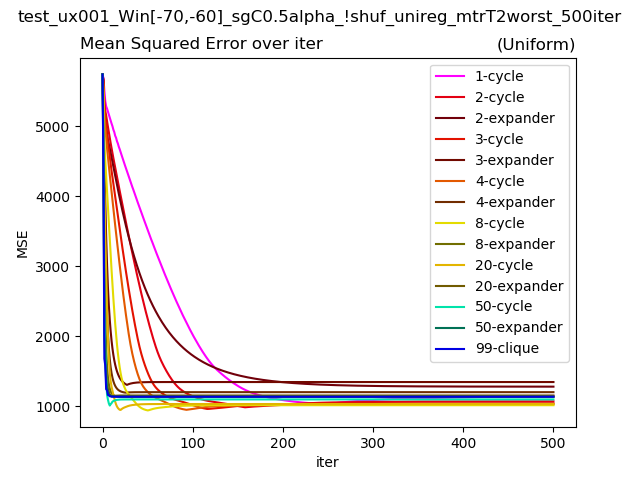 test_ux001_Win[-70,-60]_sgC0.5alpha_!shuf_unireg_mtrT2worst_500iter
Mean Squared Error over iter
(Uniform)
MSE
5000
4000
3000
2000
1000
1-cycle
2-cycle
2-expander
3-cycle
3-expander
4-cycle
4-expander
8-cycle
8-expander
20-cycle
20-expander
50-cycle
50-expander
99-clique
0
100
200
300
400
500
iter